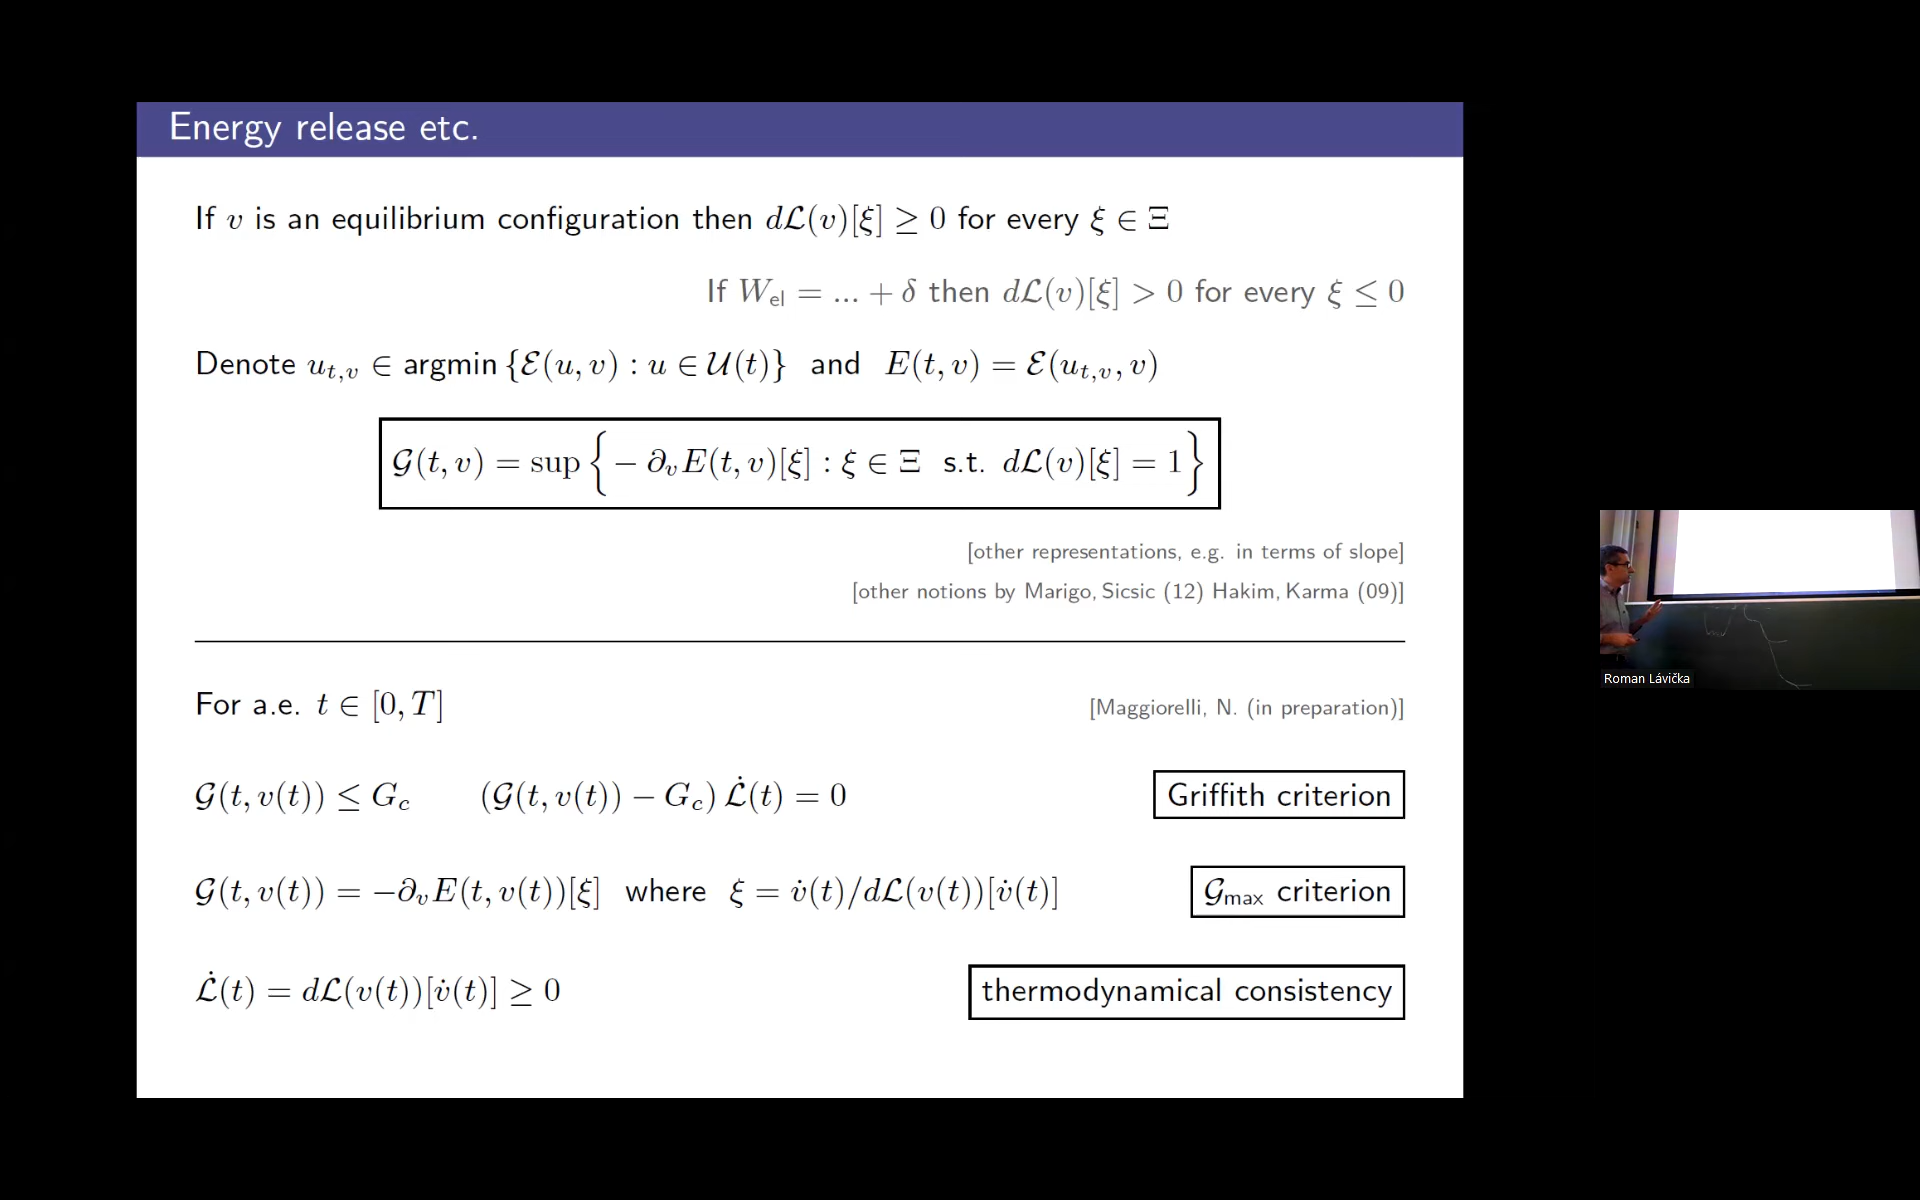 Energy release etc.
If v is an equilibrium configuration then dℒ(v)[ξ] ≥ 0 for every ξ ∈ Ξ
If W_el = ... + δ then dℒ(v)[ξ] > 0 for every ξ ≤ 0
Denote u_{t,v} ∈ argmin {ℰ(u, v) : u ∈ 𝒰(t)} and E(t, v) = ℰ(u_{t,v}, v)
𝒢(t, v) = sup { − ∂_v E(t, v)[ξ] : ξ ∈ Ξ s.t. dℒ(v)[ξ] = 1 }
[other representations, e.g. in terms of slope]
[other notions by Marigo, Sicsic (12) Hakim, Karma (09)]
For a.e. t ∈ [0, T] [Maggiorelli, N. (in preparation)]
𝒢(t, v(t)) ≤ G_c (𝒢(t, v(t)) − G_c) ℒ̇(t) = 0 Griffith criterion
𝒢(t, v(t)) = −∂_v E(t, v(t))[ξ] where ξ = v̇(t)/dℒ(v(t))[v̇(t)] 𝒢_max criterion
ℒ̇(t) = dℒ(v(t))[v̇(t)] ≥ 0 thermodynamical consistency
Roman Lávička